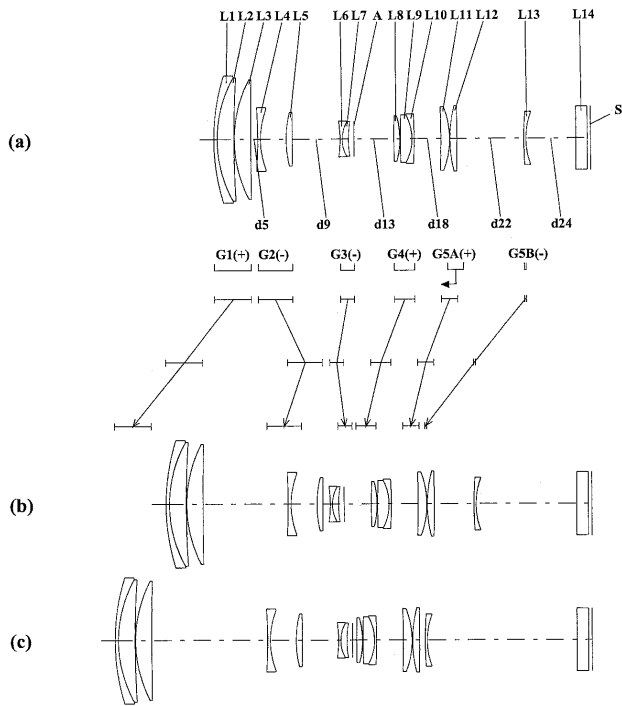 L1 L2 L3 L4 L5 L6 L7 A L8 L9 L10 L11 L12 L13 L14
S
(a)
d5 d9 d13 d18 d22 d24
G1(+) G2(-) G3(-) G4(+) G5A(+) G5B(-)
(b)
(c)